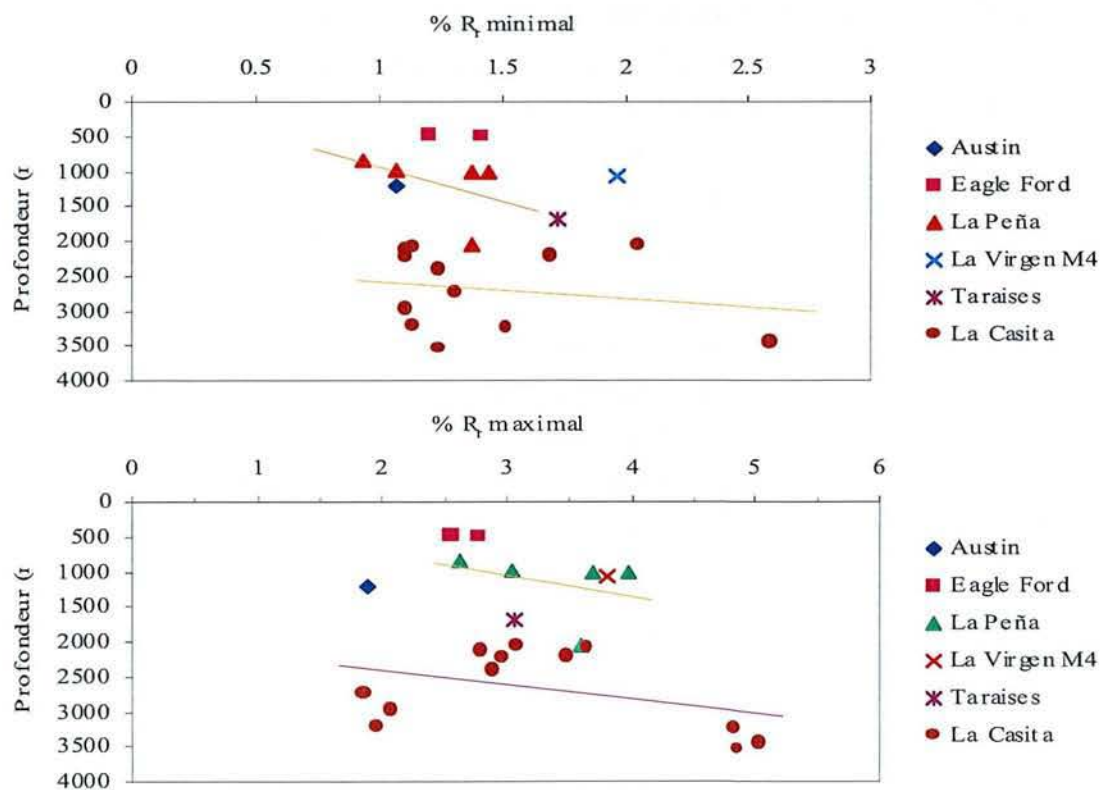 % Rr minimal
0 0.5 1 1.5 2 2.5 3
0
500
1000
1500
2000
2500
3000
3500
4000
Profondeur (
Austin
Eagle Ford
La Peña
La Virgen M4
Taraises
La Casita
% Rr maximal
0 1 2 3 4 5 6
0
500
1000
1500
2000
2500
3000
3500
4000
Profondeur (
Austin
Eagle Ford
La Peña
La Virgen M4
Taraises
La Casita